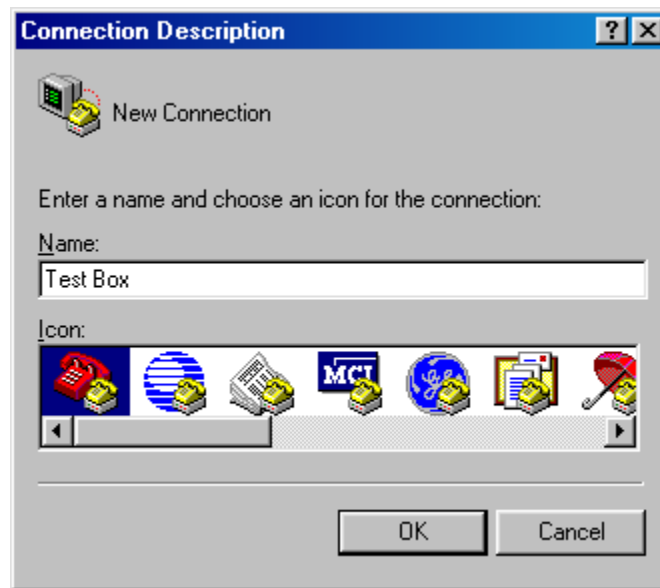 Connection Description
New Connection
Enter a name and choose an icon for the connection:
Name:
Test Box
Icon:
MCI
OK Cancel